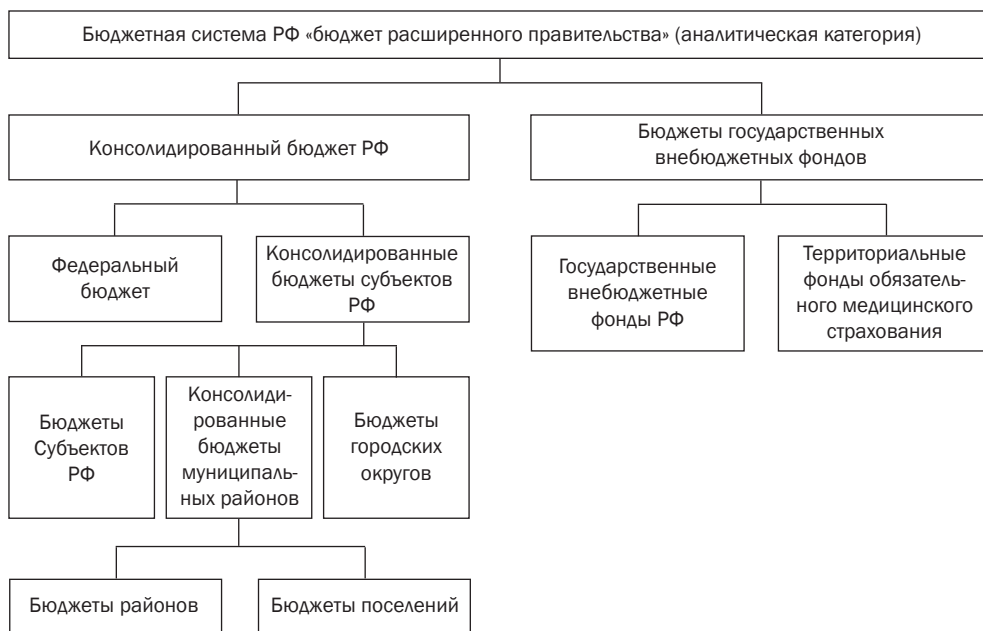 Бюджетная система РФ «бюджет расширенного правительства» (аналитическая категория)
Консолидированный бюджет РФ
Бюджеты государственных
внебюджетных фондов
Федеральный
бюджет
Консолидированные
бюджеты субъектов
РФ
Государственные
внебюджетные
фонды РФ
Территориальные
фонды обязатель-
ного медицинского
страхования
Бюджеты
Субъектов
РФ
Консолиди-
рованные
бюджеты
муниципаль-
ных районов
Бюджеты
городских
округов
Бюджеты районов
Бюджеты поселений